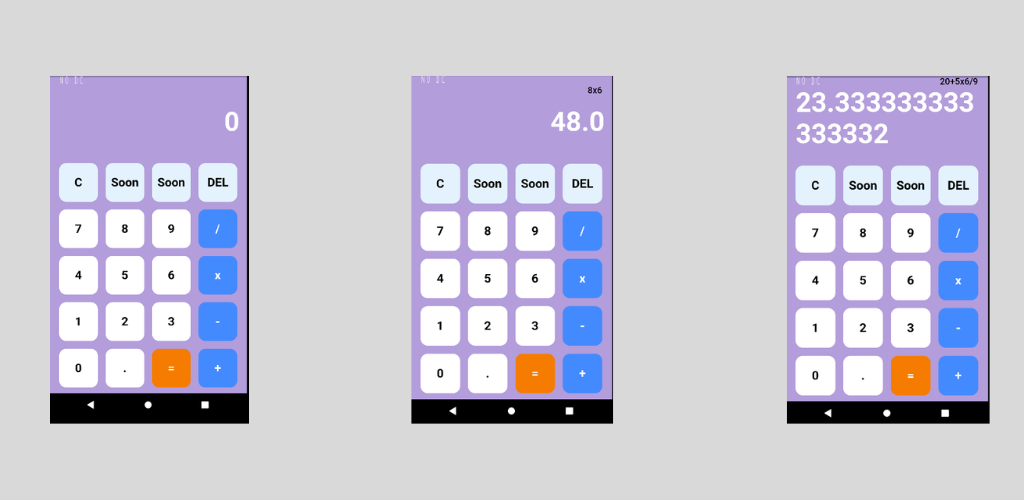 NO DC
0
C Soon Soon DEL
7 8 9 /
4 5 6 x
1 2 3 -
0 . = +
NO DC
8x6
48.0
C Soon Soon DEL
7 8 9 /
4 5 6 x
1 2 3 -
0 . = +
NO DC
20+5x6/9
23.333333333
333332
C Soon Soon DEL
7 8 9 /
4 5 6 x
1 2 3 -
0 . = +